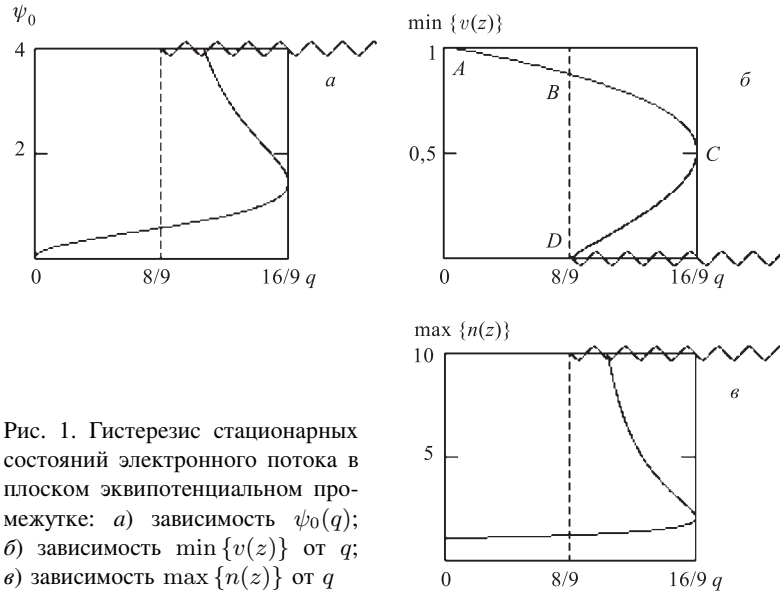 ψ₀
4
2
0
8/9
16/9 q
а
min {v(z)}
1
0,5
A
B
C
D
0
8/9
16/9 q
б
max {n(z)}
10
5
0
8/9
16/9 q
в
Рис. 1. Гистерезис стационарных
состояний электронного потока в
плоском эквипотенциальном про-
межутке: а) зависимость ψ₀(q);
б) зависимость min {v(z)} от q;
в) зависимость max {n(z)} от q